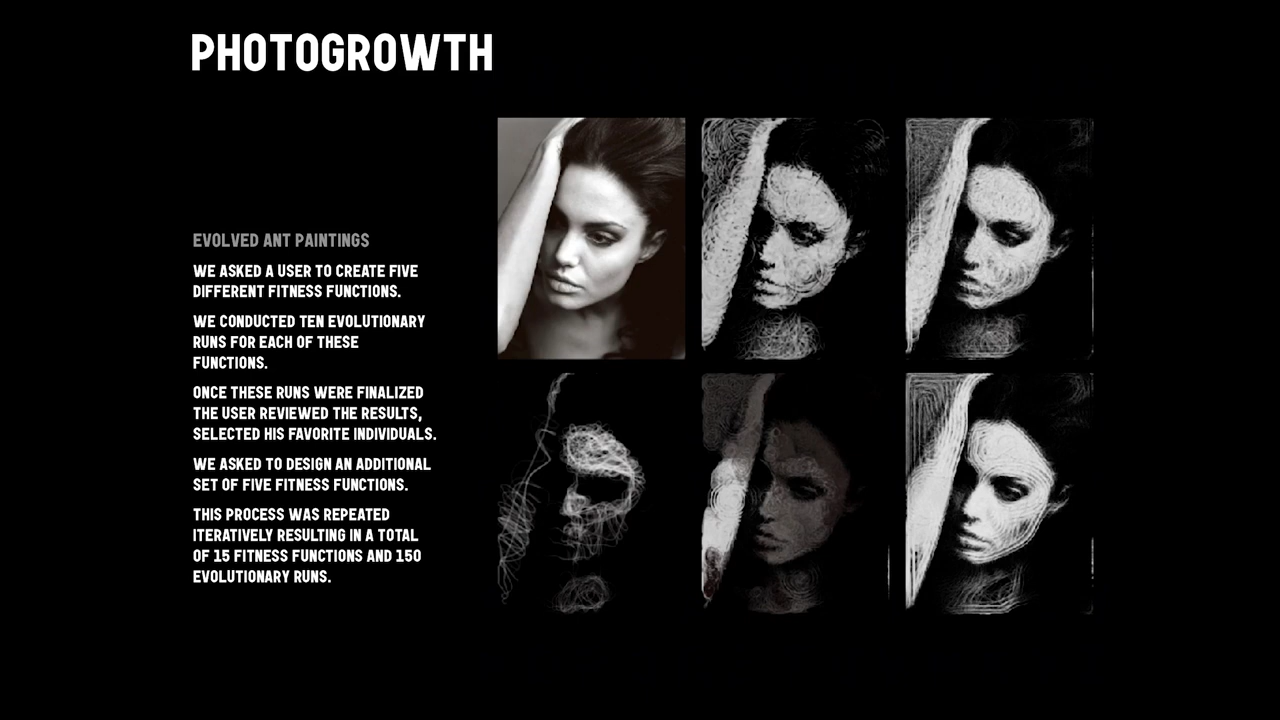 PHOTOGROWTH
EVOLVED ANT PAINTINGS
WE ASKED A USER TO CREATE FIVE
DIFFERENT FITNESS FUNCTIONS.
WE CONDUCTED TEN EVOLUTIONARY
RUNS FOR EACH OF THESE
FUNCTIONS.
ONCE THESE RUNS WERE FINALIZED
THE USER REVIEWED THE RESULTS,
SELECTED HIS FAVORITE INDIVIDUALS.
WE ASKED TO DESIGN AN ADDITIONAL
SET OF FIVE FITNESS FUNCTIONS.
THIS PROCESS WAS REPEATED
ITERATIVELY RESULTING IN A TOTAL
OF 15 FITNESS FUNCTIONS AND 150
EVOLUTIONARY RUNS.